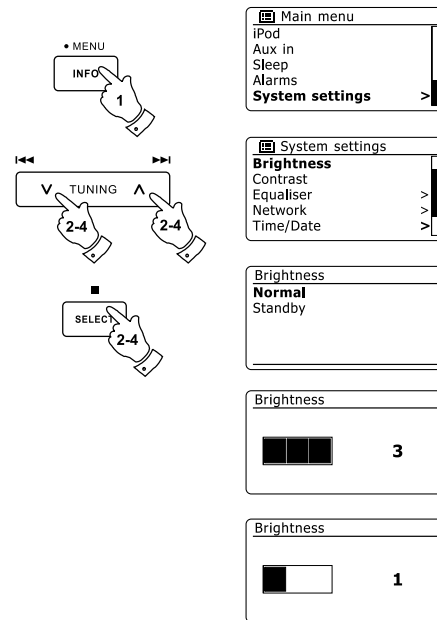 • MENU
INFO
1
TUNING
2-4
2-4
SELECT
2-4
Main menu
iPod
Aux in
Sleep
Alarms
System settings >
System settings
Brightness
Contrast
Equaliser >
Network >
Time/Date >
Brightness
Normal
Standby
Brightness
3
Brightness
1